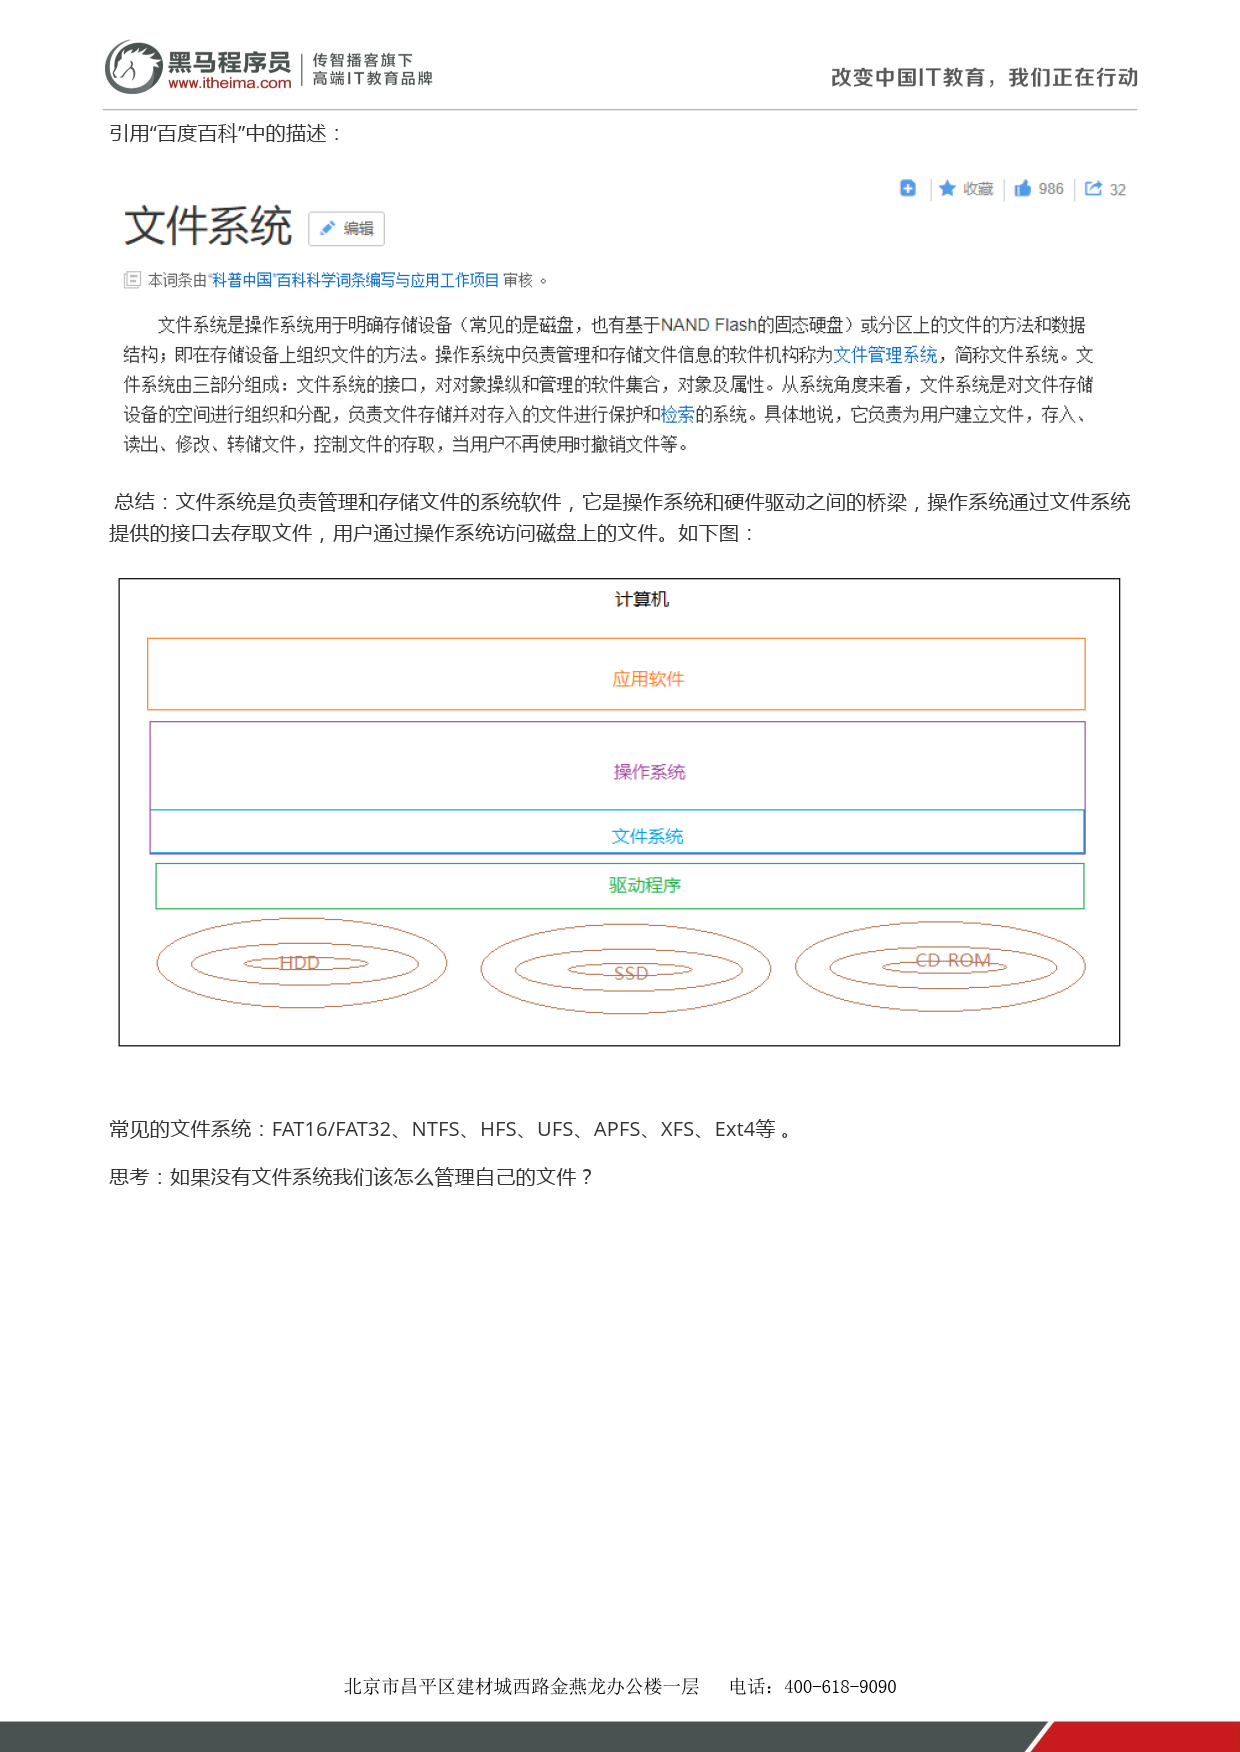 黑马程序员
www.itheima.com
传智播客旗下
高端IT教育品牌
改变中国IT教育，我们正在行动
引用“百度百科”中的描述：
收藏 986 32
文件系统 编辑
本词条由“科普中国”百科科学词条编写与应用工作项目 审核 。
文件系统是操作系统用于明确存储设备（常见的是磁盘，也有基于NAND Flash的固态硬盘）或分区上的文件的方法和数据
结构；即在存储设备上组织文件的方法。操作系统中负责管理和存储文件信息的软件机构称为文件管理系统，简称文件系统。文
件系统由三部分组成：文件系统的接口，对对象操纵和管理的软件集合，对象及属性。从系统角度来看，文件系统是对文件存储
设备的空间进行组织和分配，负责文件存储并对存入的文件进行保护和检索的系统。具体地说，它负责为用户建立文件，存入、
读出、修改、转储文件，控制文件的存取，当用户不再使用时撤销文件等。
总结：文件系统是负责管理和存储文件的系统软件，它是操作系统和硬件驱动之间的桥梁，操作系统通过文件系统
提供的接口去存取文件，用户通过操作系统访问磁盘上的文件。如下图：
计算机
应用软件
操作系统
文件系统
驱动程序
HDD
SSD
CD-ROM
常见的文件系统：FAT16/FAT32、NTFS、HFS、UFS、APFS、XFS、Ext4等 。
思考：如果没有文件系统我们该怎么管理自己的文件？
北京市昌平区建材城西路金燕龙办公楼一层 电话：400-618-9090